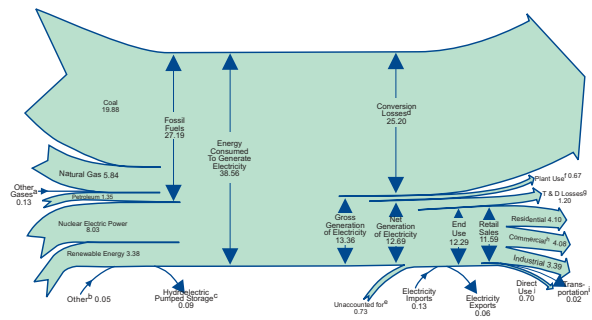 Coal
19.88
Fossil
Fuels
27.19
Energy
Consumed
To Generate
Electricity
38.56
Conversion
Losses^d
25.20
Natural Gas 5.84
Other
Gases^a
0.13
Petroleum 1.35
Nuclear Electric Power
8.03
Renewable Energy 3.38
Other^b 0.05
Hydroelectric
Pumped Storage^c
0.09
Gross
Generation
of Electricity
13.36
Net
Generation
of Electricity
12.69
End
Use
12.29
Retail
Sales
11.59
Plant Use^f 0.67
T & D Losses^g
1.20
Residential 4.10
Commercial^h 4.08
Industrial 3.39
Unaccounted for^e
0.73
Electricity
Imports
0.13
Electricity
Exports
0.06
Direct
Use^i
0.70
Trans-
portation^i
0.02